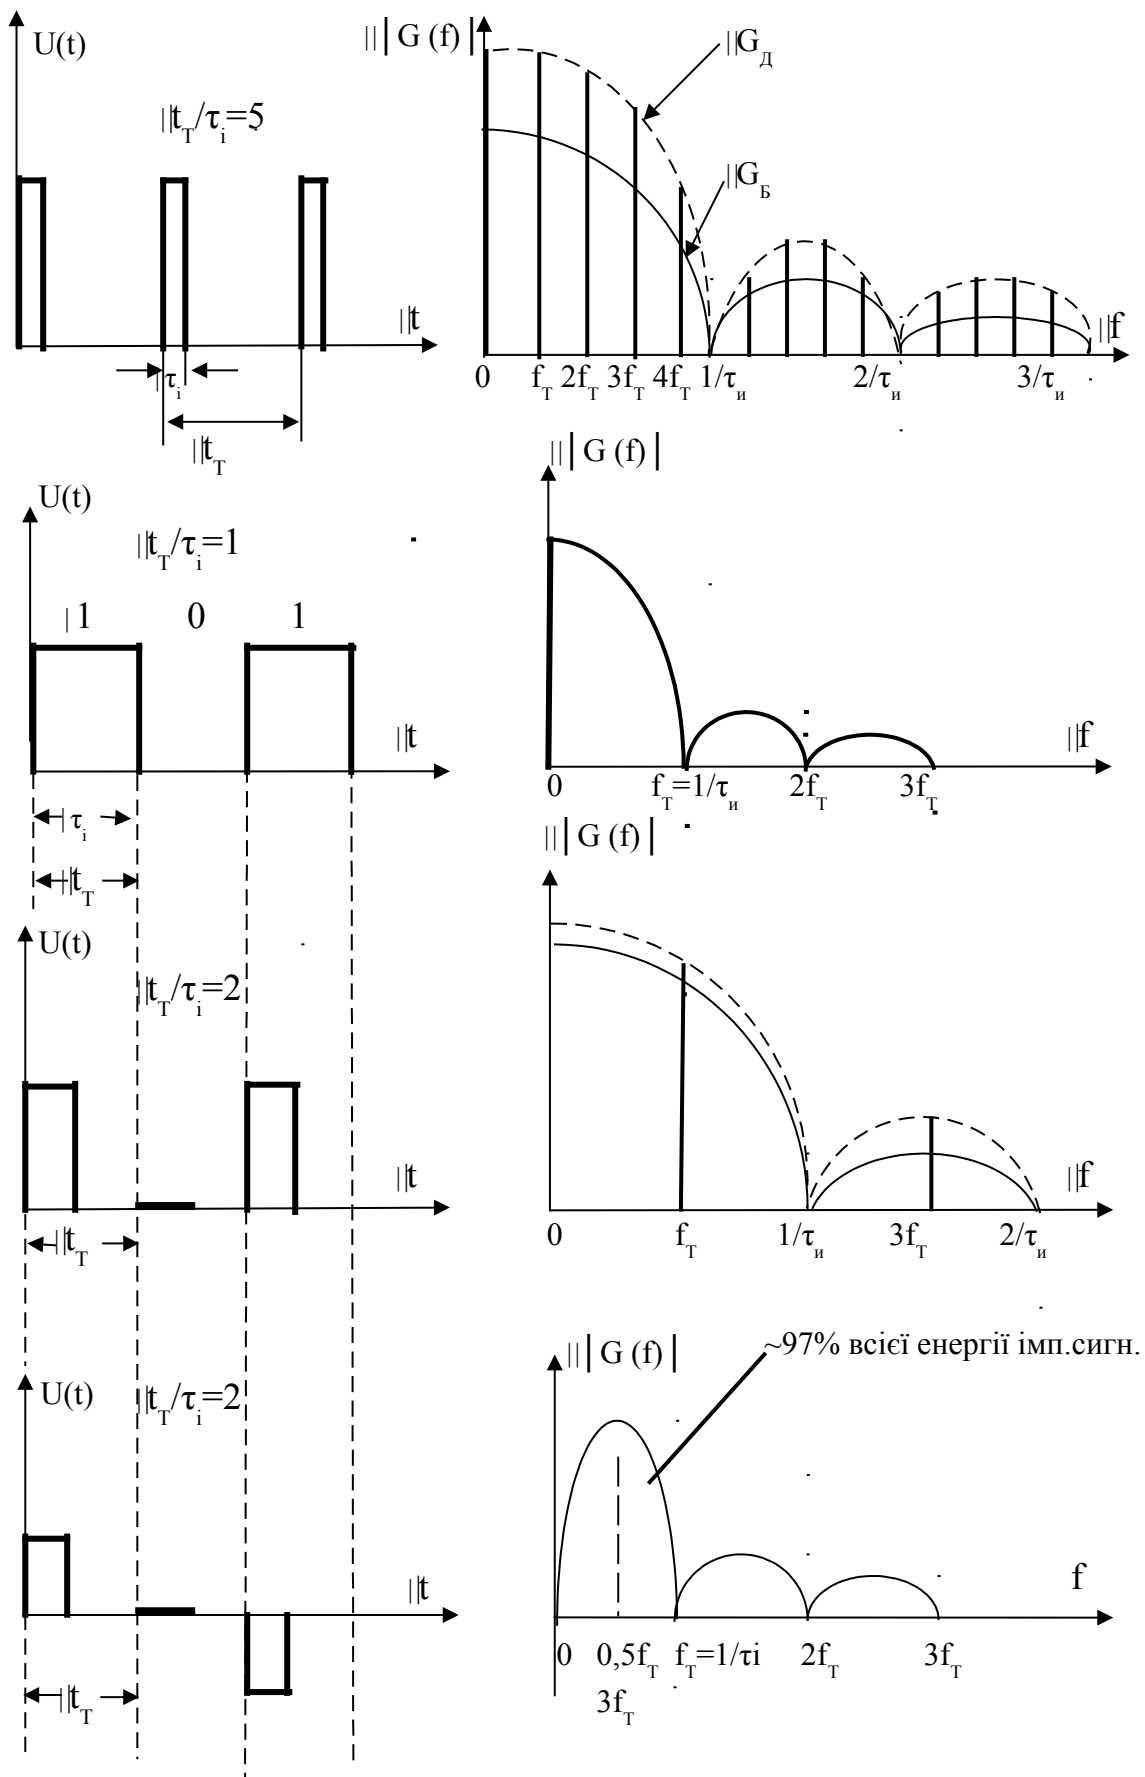 U(t)
||t_T/τ_i=5
||t
τ_i
||t_T
||│G (f)│
||G_Д
||G_Б
||f
0 f_T 2f_T 3f_T 4f_T 1/τ_и 2/τ_и 3/τ_и
U(t)
||t_T/τ_i=1
|1 0 1
||t
|τ_i
||t_T
||│G (f)│
||f
0 f_T=1/τ_и 2f_T 3f_T
U(t)
||t_T/τ_i=2
||t
||t_T
||│G (f)│
||f
0 f_T 1/τ_и 3f_T 2/τ_и
U(t)
||t_T/τ_i=2
||t
||t_T
||│G (f)│
~97% всієї енергії імп.сигн.
f
0 0,5f_T f_T=1/τi 2f_T 3f_T
3f_T